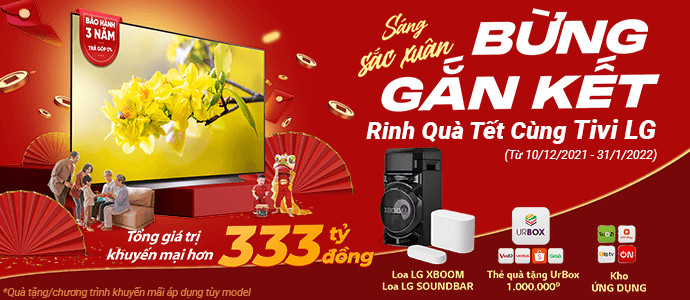 BẢO HÀNH
3 NĂM
TRẢ GÓP 0%
Sáng
sắc xuân
BỪNG
GẮN KẾT
Rinh Quà Tết Cùng Tivi LG
(Từ 10/12/2021 - 31/1/2022)
Tổng giá trị
khuyến mại hơn
333 tỷ
đồng
XBOOM
Loa LG XBOOM
Loa LG SOUNDBAR
URBOX
Thẻ quà tặng UrBox
1.000.000đ
Kho
ỨNG DỤNG
*Quà tặng/chương trình khuyến mãi áp dụng tùy model